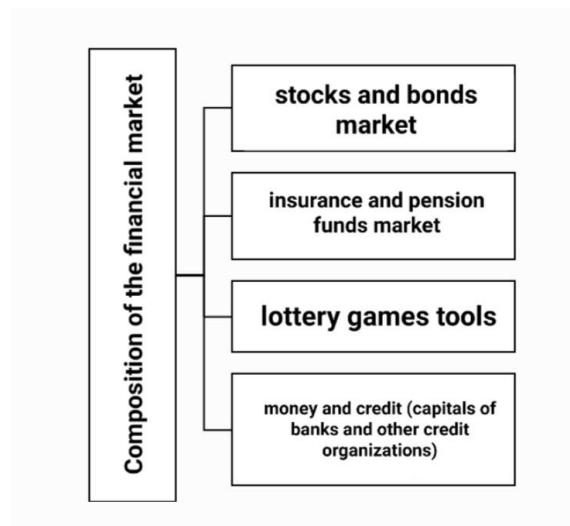 Composition of the financial market
stocks and bonds
market
insurance and pension
funds market
lottery games tools
money and credit (capitals of
banks and other credit
organizations)